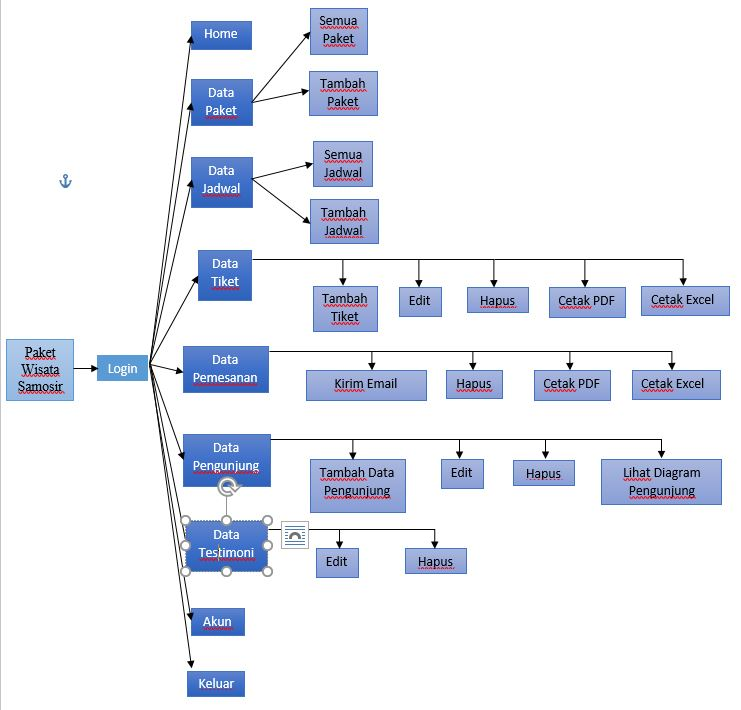 Home
Semua
Paket
Data
Paket
Tambah
Paket
Data
Jadwal
Semua
Jadwal
Tambah
Jadwal
Data
Tiket
Tambah
Tiket
Edit
Hapus
Cetak PDF
Cetak Excel
Paket
Wisata
Samosir
Login
Data
Pemesanan
Kirim Email
Hapus
Cetak PDF
Cetak Excel
Data
Pengunjung
Tambah Data
Pengunjung
Edit
Hapus
Lihat Diagram
Pengunjung
Data
Testimoni
Edit
Hapus
Akun
Keluar